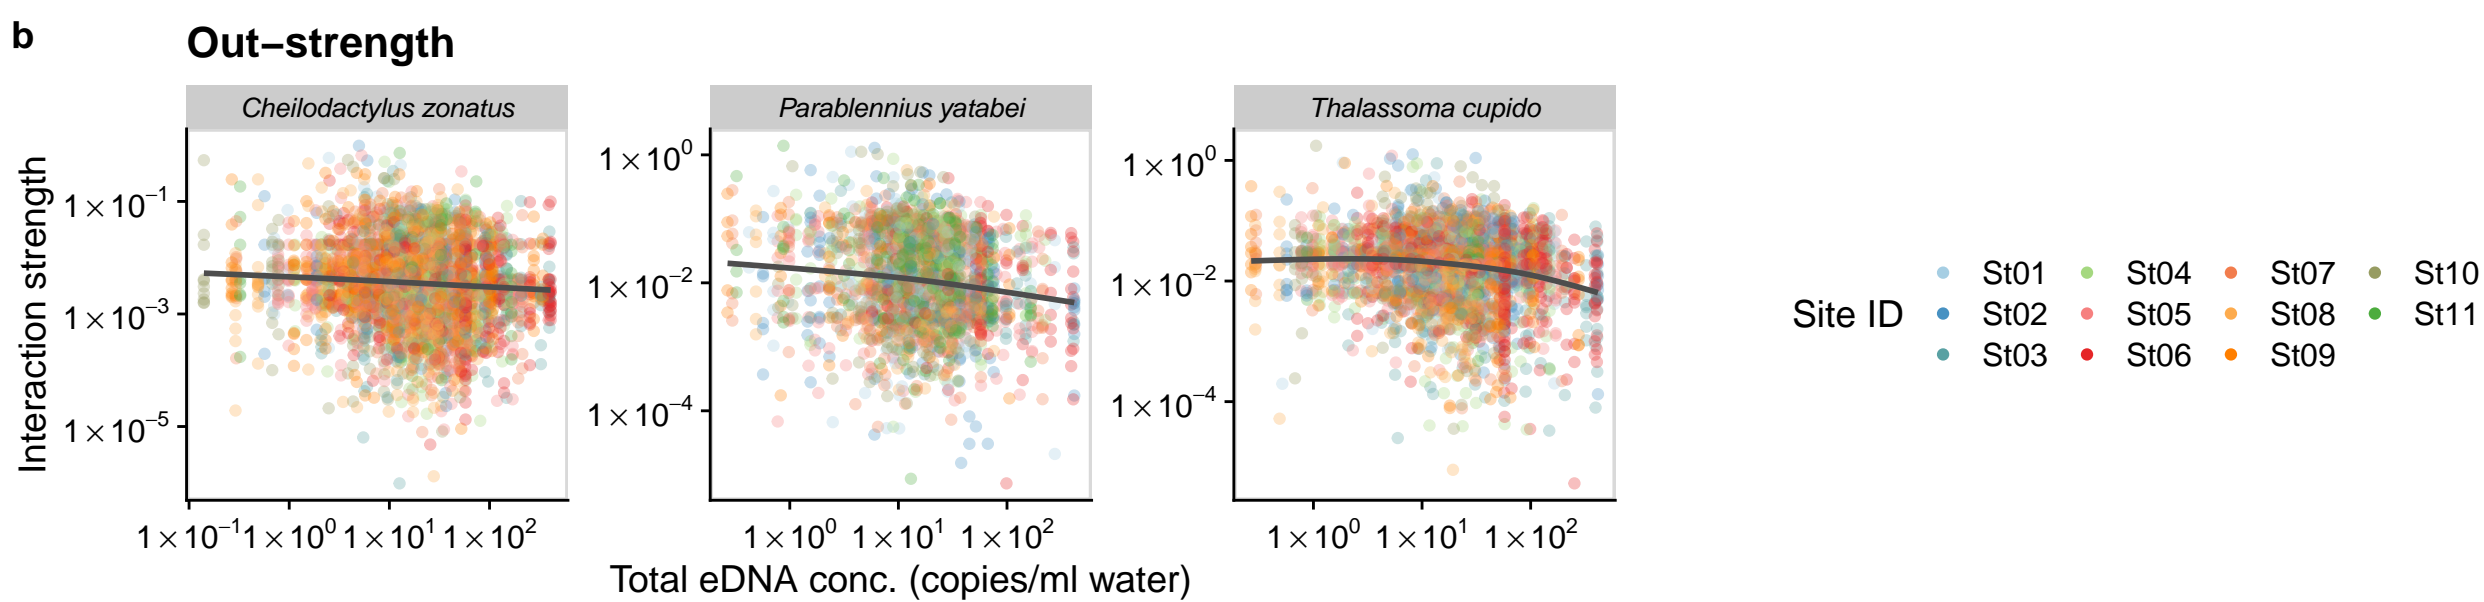 b
Out−strength
Cheilodactylus zonatus
Parablennius yatabei
Thalassoma cupido
Interaction strength
1×10⁻¹
1×10⁻³
1×10⁻⁵
1×10⁰
1×10⁻²
1×10⁻⁴
1×10⁰
1×10⁻²
1×10⁻⁴
1×10⁻¹ 1×10⁰ 1×10¹ 1×10²
1×10⁰ 1×10¹ 1×10²
1×10⁰ 1×10¹ 1×10²
Total eDNA conc. (copies/ml water)
Site ID
St01 St04 St07 St10
St02 St05 St08 St11
St03 St06 St09